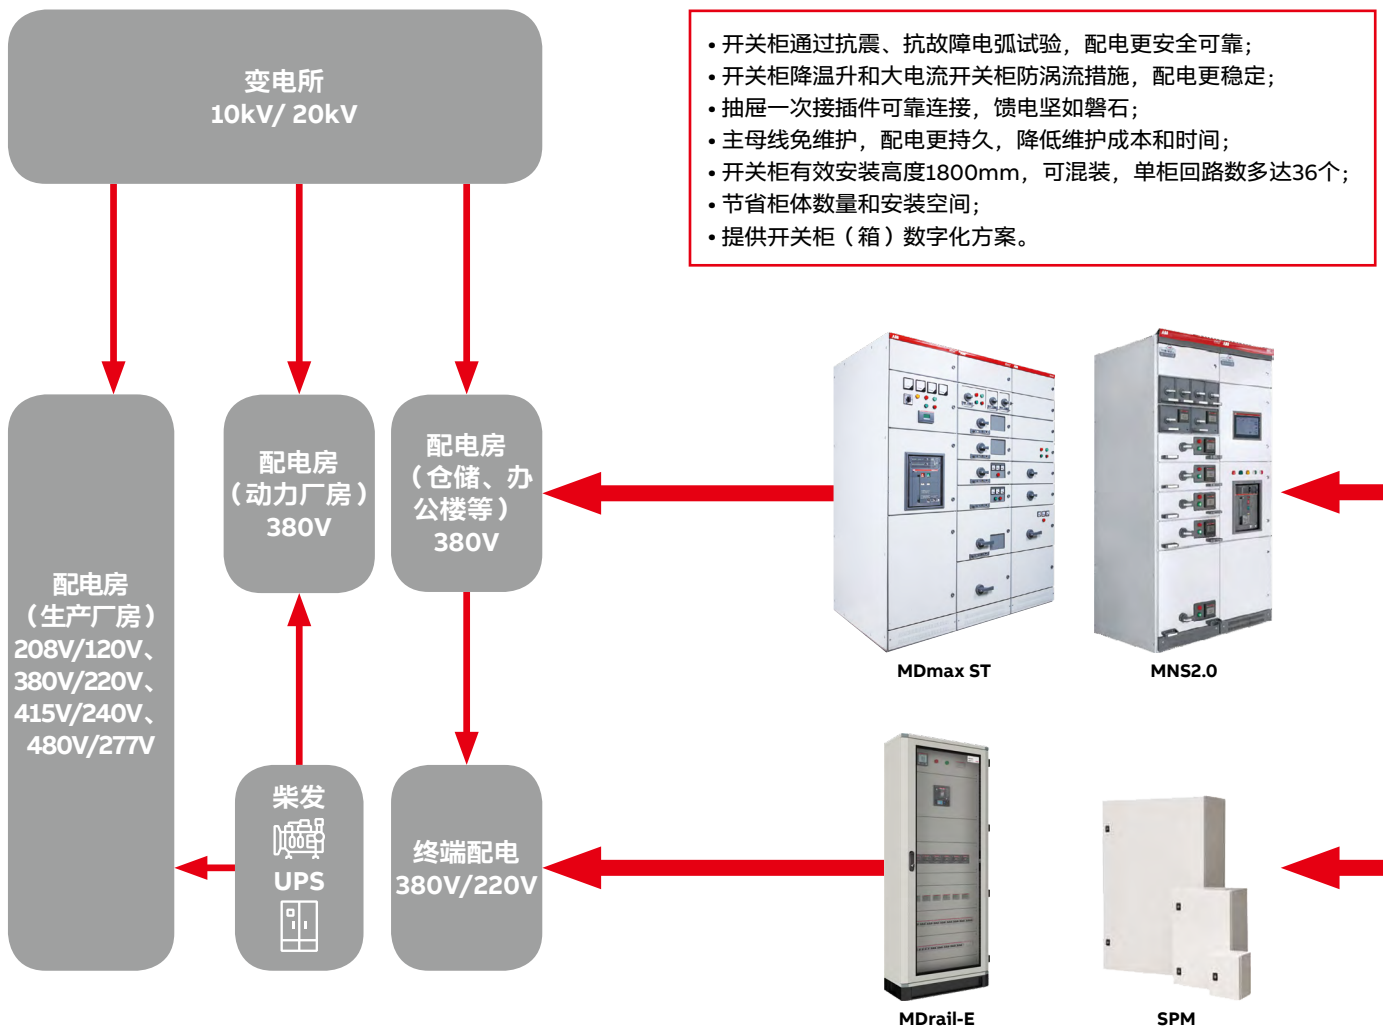 变电所
10kV/ 20kV
• 开关柜通过抗震、抗故障电弧试验，配电更安全可靠；
• 开关柜降温升和大电流开关柜防涡流措施，配电更稳定；
• 抽屉一次接插件可靠连接，馈电坚如磐石；
• 主母线免维护，配电更持久，降低维护成本和时间；
• 开关柜有效安装高度1800mm，可混装，单柜回路数多达36个；
• 节省柜体数量和安装空间；
• 提供开关柜（箱）数字化方案。
配电房
（生产厂房）
208V/120V、
380V/220V、
415V/240V、
480V/277V
配电房
（动力厂房）
380V
配电房
（仓储、办
公楼等）
380V
柴发
UPS
终端配电
380V/220V
MDmax ST
MNS2.0
MDrail-E
SPM